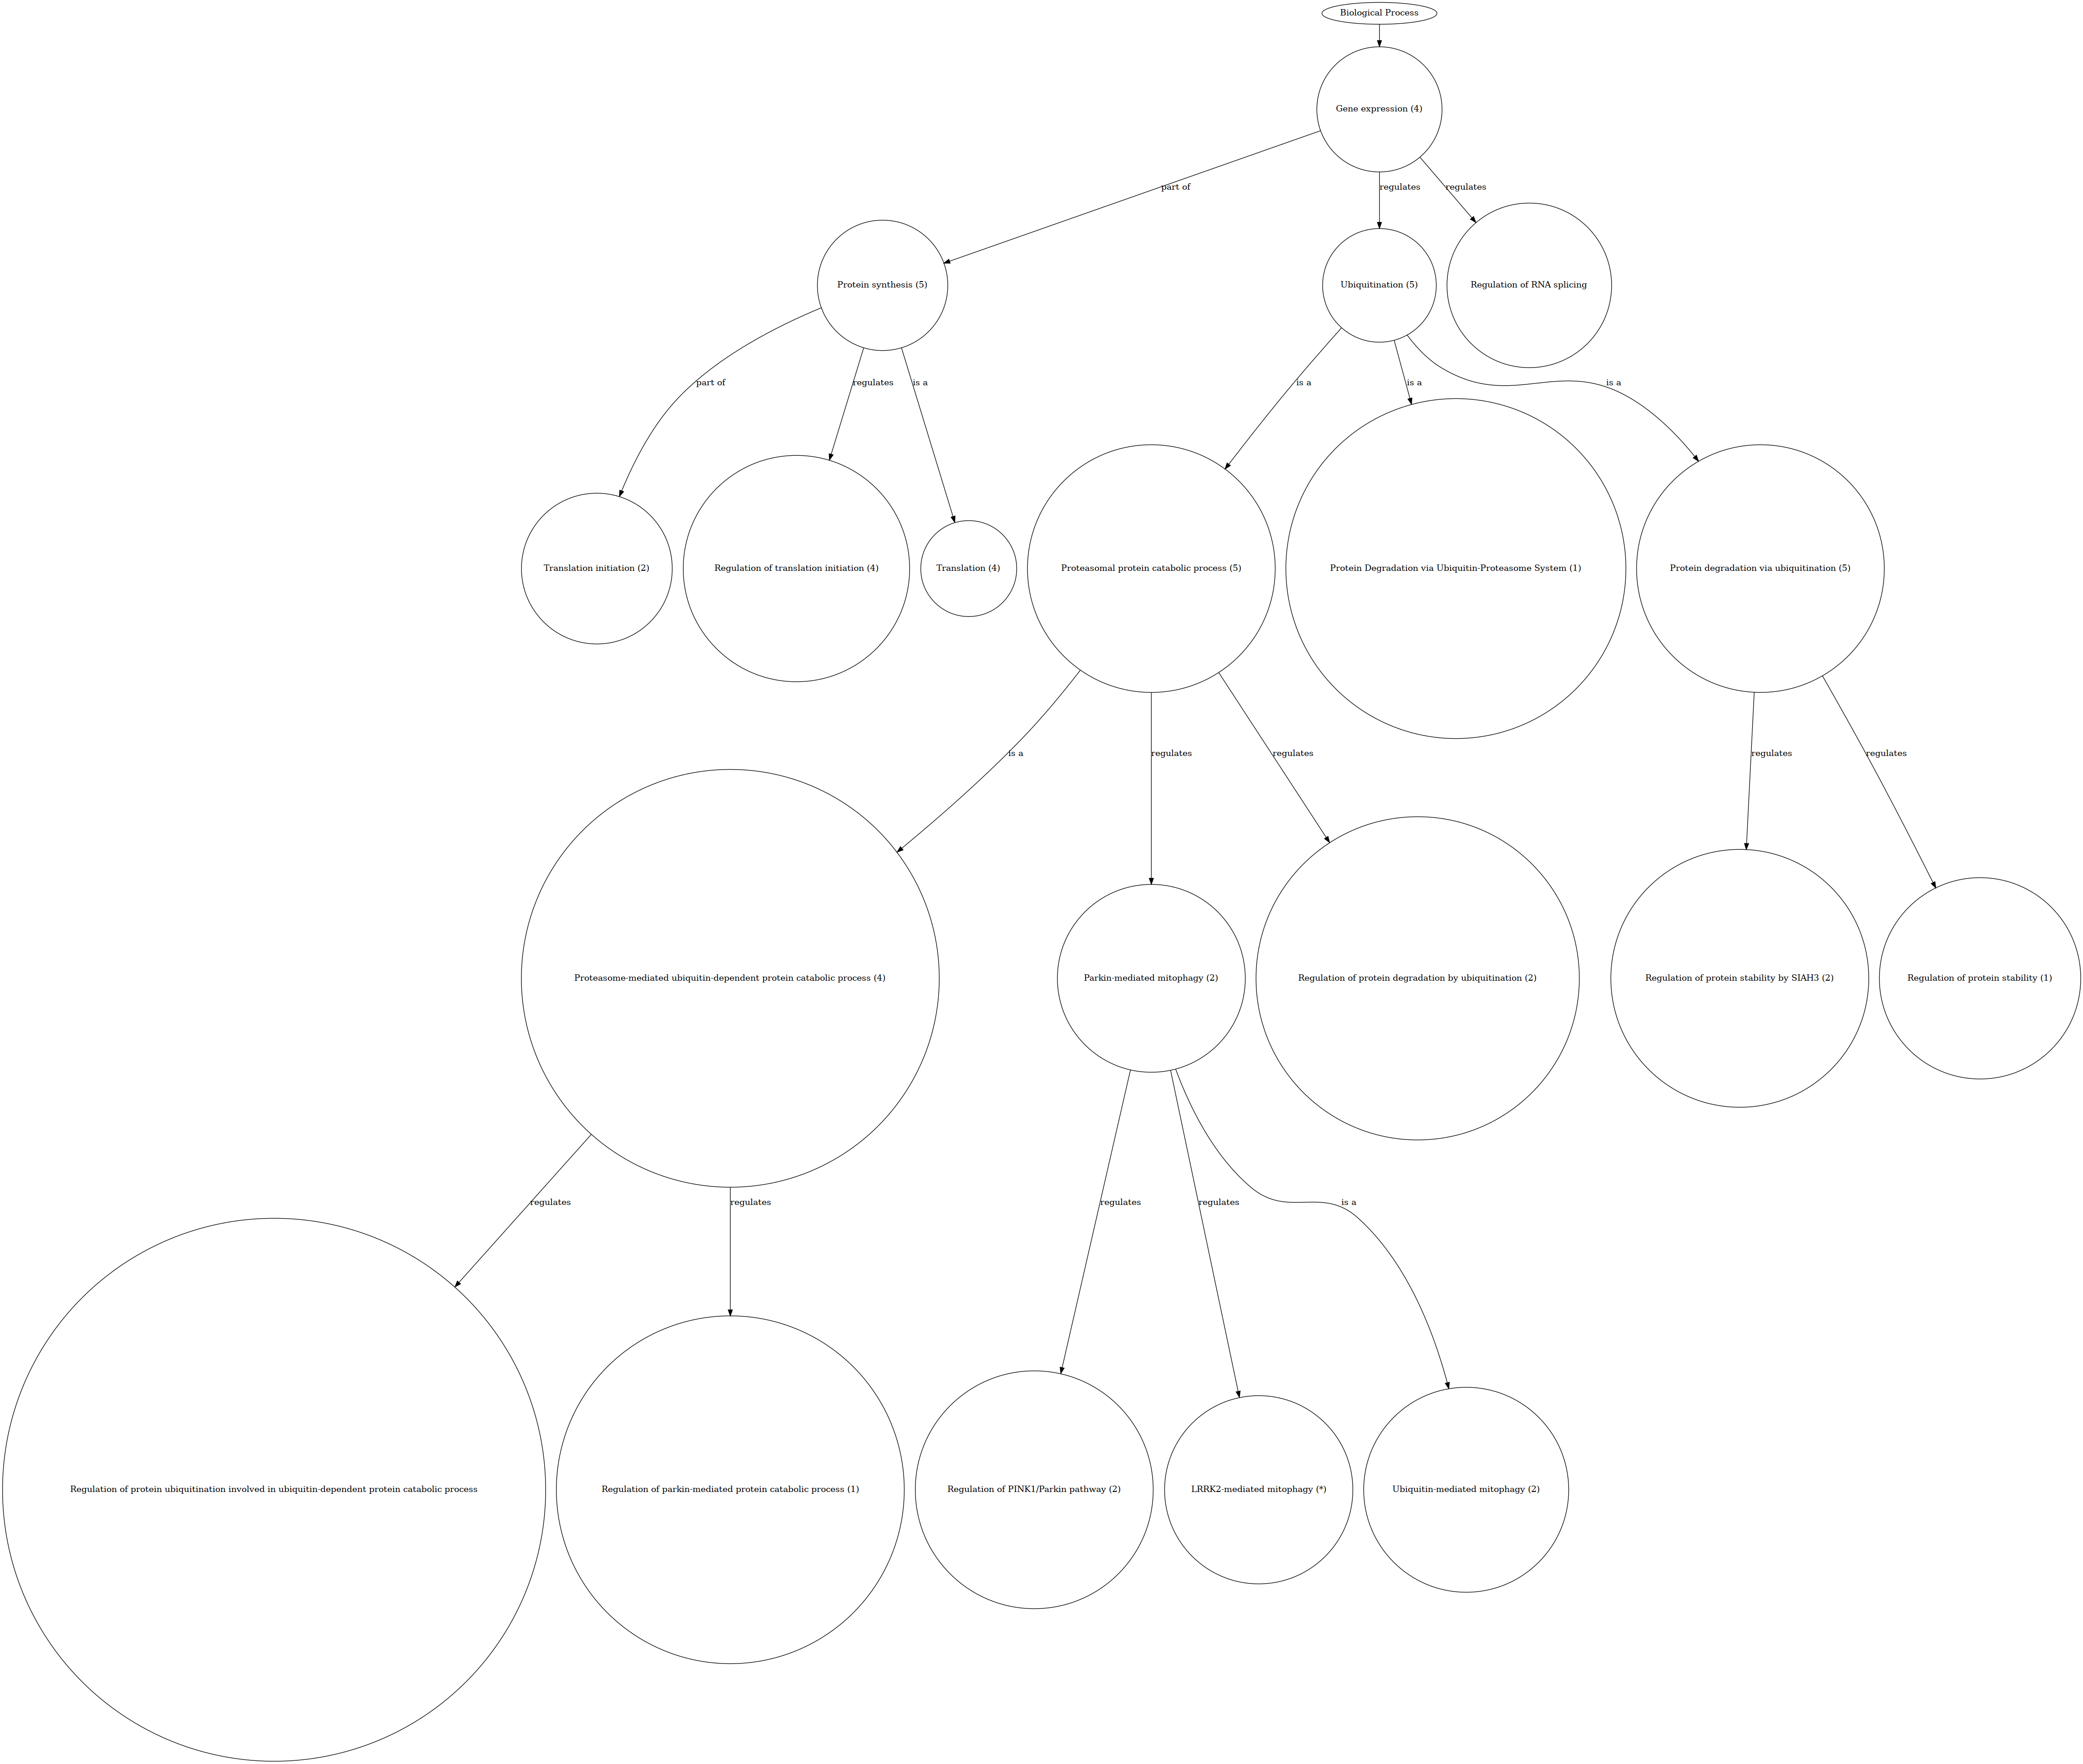 Biological Process
Gene expression (4)
part of
regulates
regulates
Protein synthesis (5)
Ubiquitination (5)
Regulation of RNA splicing
part of
regulates
is a
is a
is a
is a
Translation initiation (2)
Regulation of translation initiation (4)
Translation (4)
Proteasomal protein catabolic process (5)
Protein Degradation via Ubiquitin-Proteasome System (1)
Protein degradation via ubiquitination (5)
is a
regulates
regulates
regulates
regulates
Proteasome-mediated ubiquitin-dependent protein catabolic process (4)
Parkin-mediated mitophagy (2)
Regulation of protein degradation by ubiquitination (2)
Regulation of protein stability by SIAH3 (2)
Regulation of protein stability (1)
regulates
regulates
regulates
regulates
is a
Regulation of protein ubiquitination involved in ubiquitin-dependent protein catabolic process
Regulation of parkin-mediated protein catabolic process (1)
Regulation of PINK1/Parkin pathway (2)
LRRK2-mediated mitophagy (*)
Ubiquitin-mediated mitophagy (2)